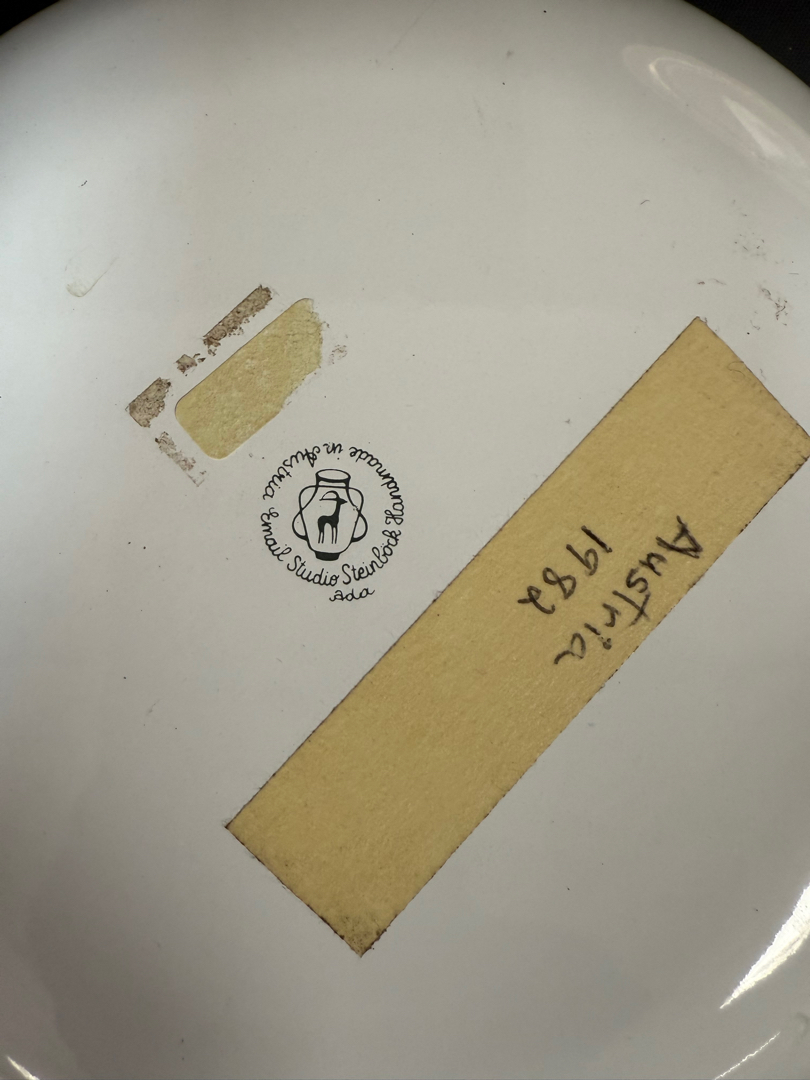 Handmade in Austria Email Studio Steinböck
Ada
Austria
1982